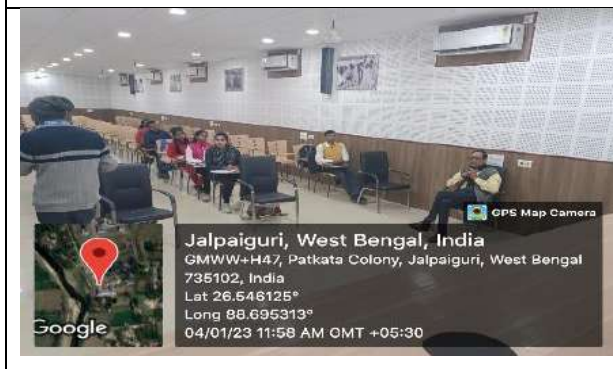 GPS Map Camera
Jalpaiguri, West Bengal, India
GMWW+H47, Patkata Colony, Jalpaiguri, West Bengal
735102, India
Lat 26.546125°
Long 88.695313°
04/01/23 11:58 AM GMT +05:30
Google